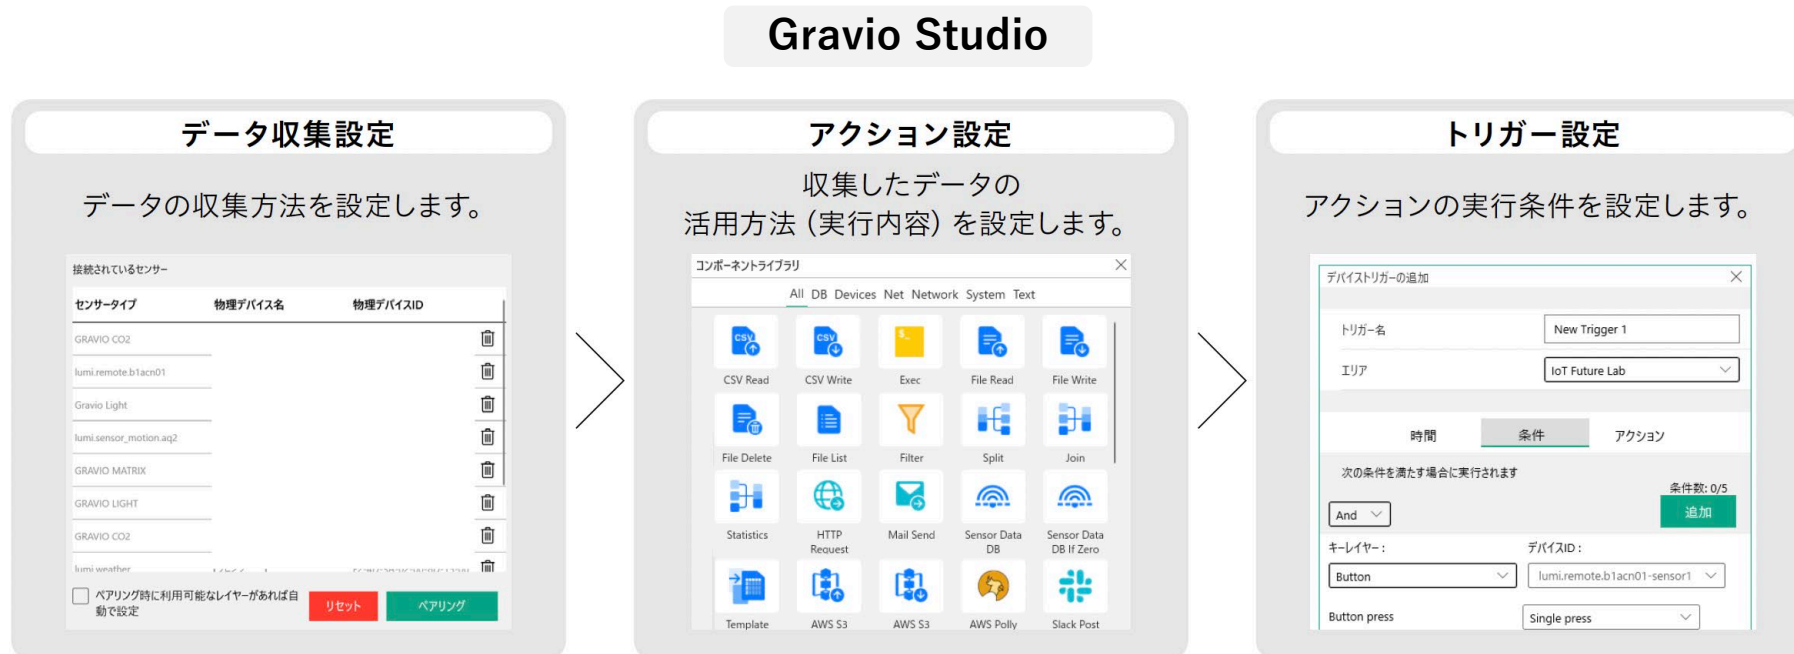 Gravio Studio
データ収集設定
データの収集方法を設定します。
接続されているセンサー
センサータイプ 物理デバイス名 物理デバイスID
GRAVIO CO2
lumi.remote.b1acn01
Gravio Light
lumi.sensor_motion.aq2
GRAVIO MATRIX
GRAVIO LIGHT
GRAVIO CO2
lumi.weather
ペアリング時に利用可能なレイヤーがあれば自
動で設定
リセット ペアリング
アクション設定
収集したデータの
活用方法（実行内容）を設定します。
コンポーネントライブラリ
All DB Devices Net Network System Text
CSV Read CSV Write Exec File Read File Write
File Delete File List Filter Split Join
Statistics HTTP Request Mail Send Sensor Data DB Sensor Data DB If Zero
Template AWS S3 AWS S3 AWS Polly Slack Post
トリガー設定
アクションの実行条件を設定します。
デバイストリガーの追加
トリガー名 New Trigger 1
エリア IoT Future Lab
時間 条件 アクション
次の条件を満たす場合に実行されます
条件数: 0/5
And 追加
キーレイヤー : デバイスID :
Button lumi.remote.b1acn01-sensor1
Button press Single press